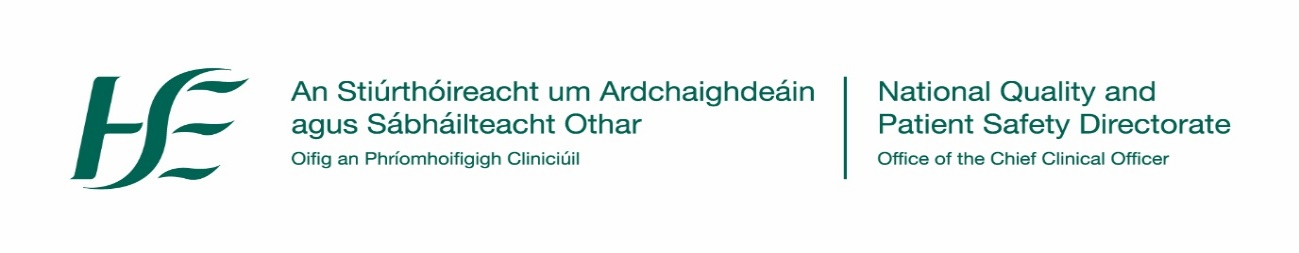 HSE
An Stiúrthóireacht um Ardchaighdeáin
agus Sábháilteacht Othar
Oifig an Phríomhoifigigh Cliniciúil
National Quality and
Patient Safety Directorate
Office of the Chief Clinical Officer